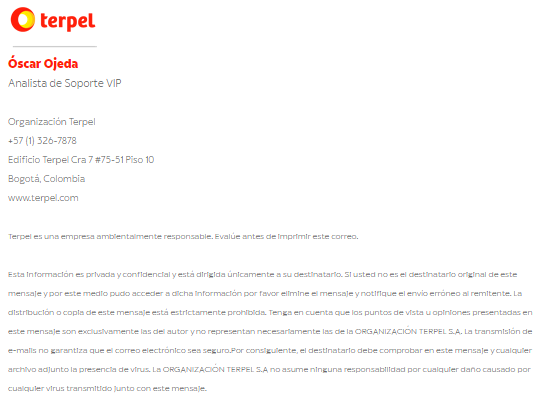 terpel
Óscar Ojeda
Analista de Soporte VIP
Organización Terpel
+57 (1) 326-7878
Edificio Terpel Cra 7 #75-51 Piso 10
Bogotá, Colombia
www.terpel.com
Terpel es una empresa ambientalmente responsable. Evalúe antes de imprimir este correo.
Esta información es privada y confidencial y está dirigida únicamente a su destinatario. Si usted no es el destinatario original de este
mensaje y por este medio pudo acceder a dicha información por favor elimine el mensaje y notifique el envío erróneo al remitente. La
distribución o copia de este mensaje está estrictamente prohibida. Tenga en cuenta que los puntos de vista u opiniones presentadas en
este mensaje son exclusivamente las del autor y no representan necesariamente las de la ORGANIZACIÓN TERPEL S.A. La transmisión de
e-mails no garantiza que el correo electrónico sea seguro.Por consiguiente, el destinatario debe comprobar en este mensaje y cualquier
archivo adjunto la presencia de virus. La ORGANIZACIÓN TERPEL S.A no asume ninguna responsabilidad por cualquier daño causado por
cualquier virus transmitido junto con este mensaje.